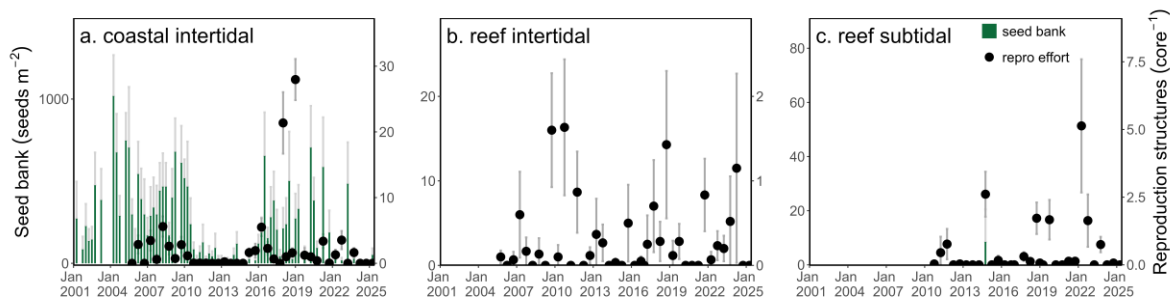 a. coastal intertidal
b. reef intertidal
c. reef subtidal
seed bank
repro effort
Seed bank (seeds m⁻²)
Reproduction structures (core⁻¹)
1000
0
30
20
10
0
20
10
0
2
1
0
80
60
40
20
0
7.5
5.0
2.5
0.0
Jan Jan Jan Jan Jan Jan Jan Jan Jan
2001 2004 2007 2010 2013 2016 2019 2022 2025
Jan Jan Jan Jan Jan Jan Jan Jan Jan
2001 2004 2007 2010 2013 2016 2019 2022 2025
Jan Jan Jan Jan Jan Jan Jan Jan Jan
2001 2004 2007 2010 2013 2016 2019 2022 2025